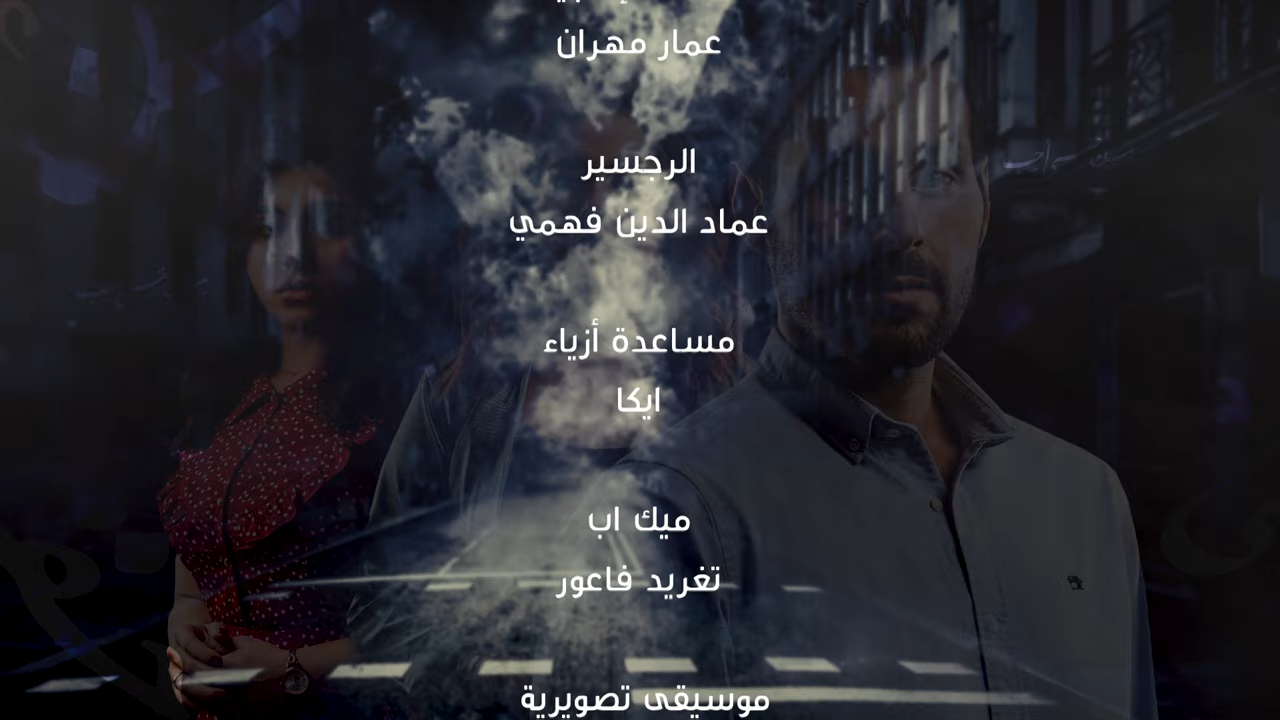 عمار مهران
الرجسير
عماد الدين فهمي
مساعدة أزياء
ايكا
ميك اب
تغريد فاعور
موسيقى تصويرية